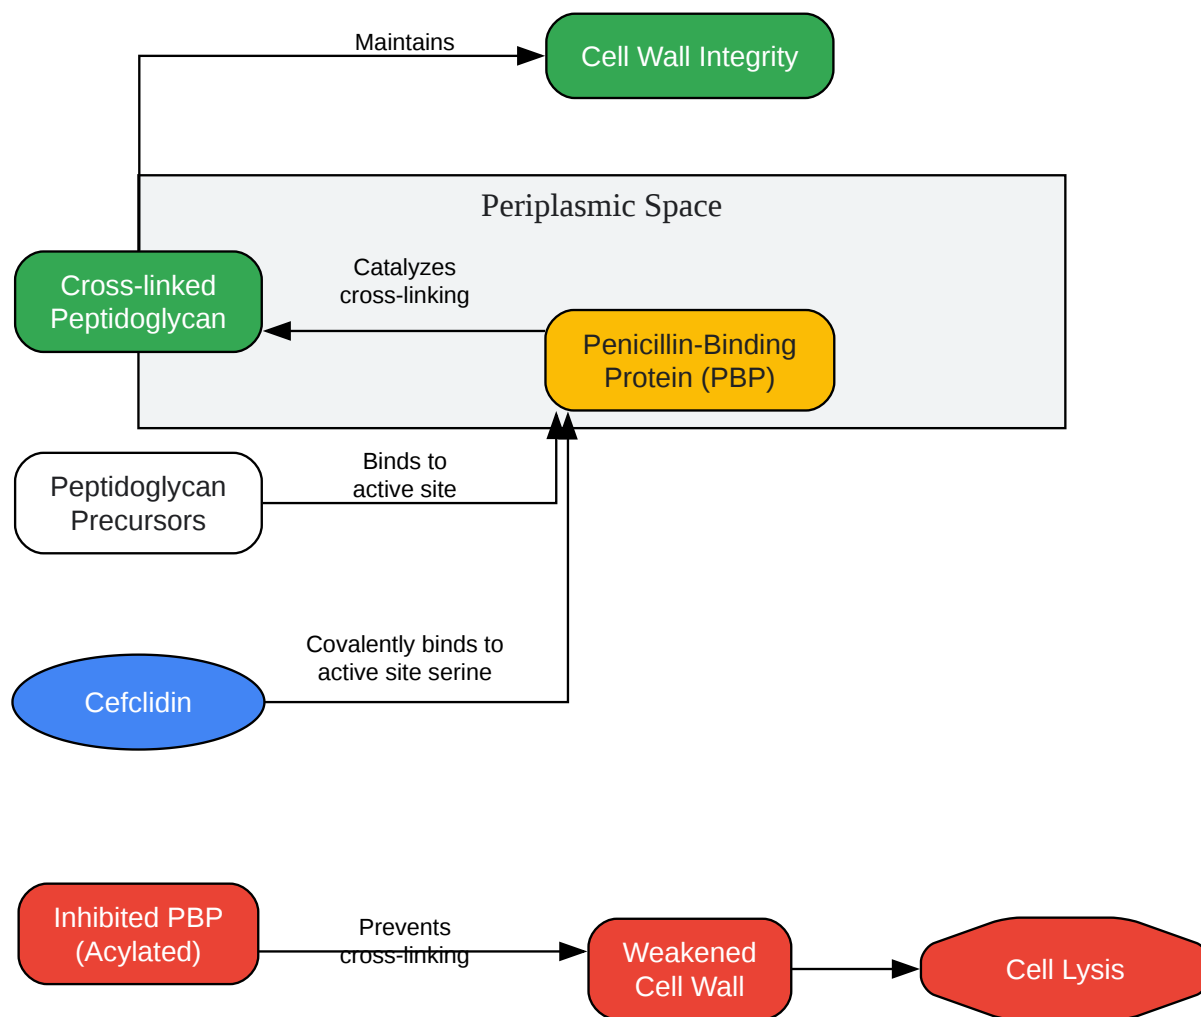 Maintains
Cell Wall Integrity
Periplasmic Space
Cross-linked
Peptidoglycan
Catalyzes
cross-linking
Penicillin-Binding
Protein (PBP)
Peptidoglycan
Precursors
Binds to
active site
Covalently binds to
active site serine
Cefclidin
Inhibited PBP
(Acylated)
Prevents
cross-linking
Weakened
Cell Wall
Cell Lysis